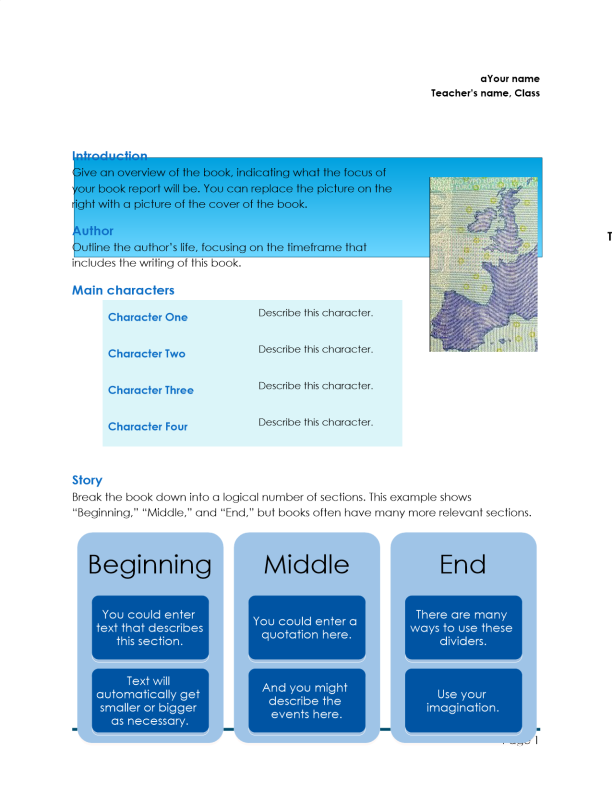 aYour name
Teacher's name, Class
Introduction
Give an overview of the book, indicating what the focus of
your book report will be. You can replace the picture on the
right with a picture of the cover of the book.
Author
Outline the author's life, focusing on the timeframe that
includes the writing of this book.
T
Main characters
Character One
Describe this character.
Character Two
Describe this character.
Character Three
Describe this character.
Character Four
Describe this character.
Story
Break the book down into a logical number of sections. This example shows
“Beginning,” “Middle,” and “End,” but books often have many more relevant sections.
Beginning
You could enter
text that describes
this section.
Text will
automatically get
smaller or bigger
as necessary.
Middle
You could enter a
quotation here.
And you might
describe the
events here.
End
There are many
ways to use these
dividers.
Use your
imagination.
Page 1